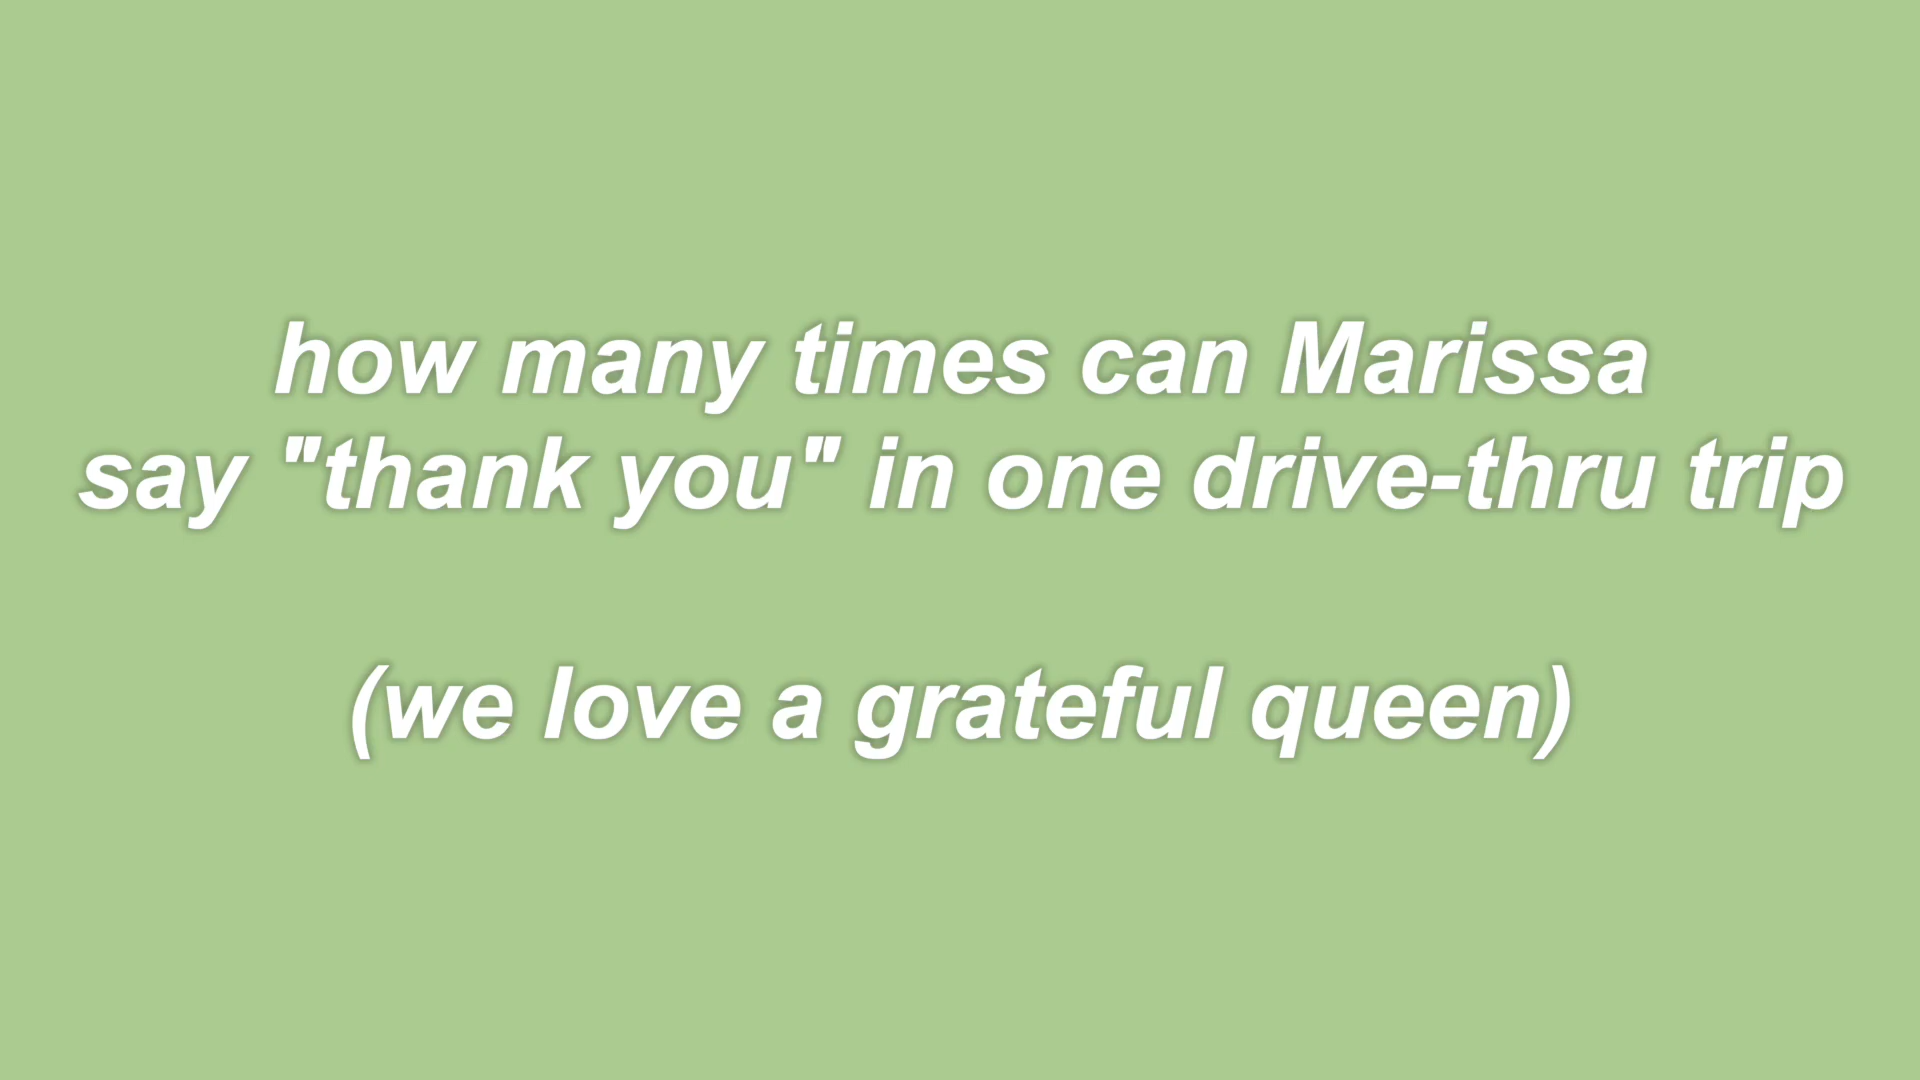 how many times can Marissa
say "thank you" in one drive-thru trip
(we love a grateful queen)